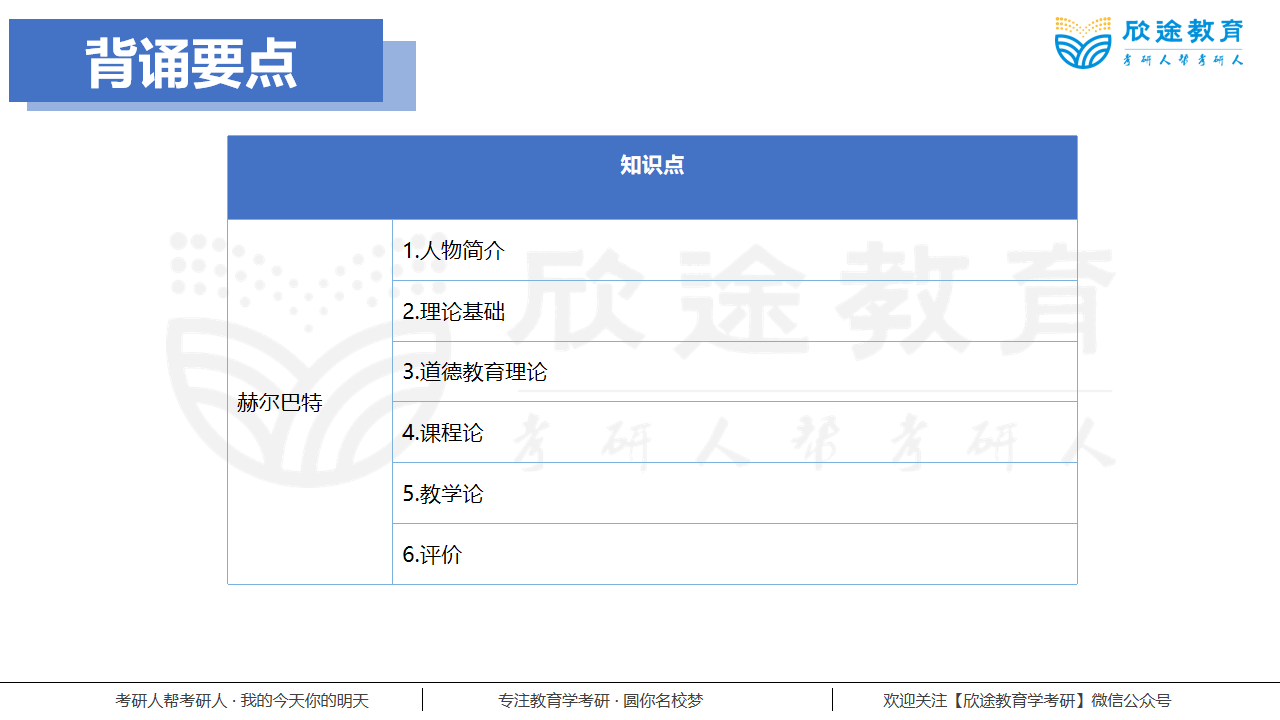 背诵要点
欣途教育
考研人帮考研人
知识点
赫尔巴特
1.人物简介
2.理论基础
3.道德教育理论
4.课程论
5.教学论
6.评价
欣途教育
考研人帮考研人
考研人帮考研人 · 我的今天你的明天
专注教育学考研 · 圆你名校梦
欢迎关注【欣途教育学考研】微信公众号